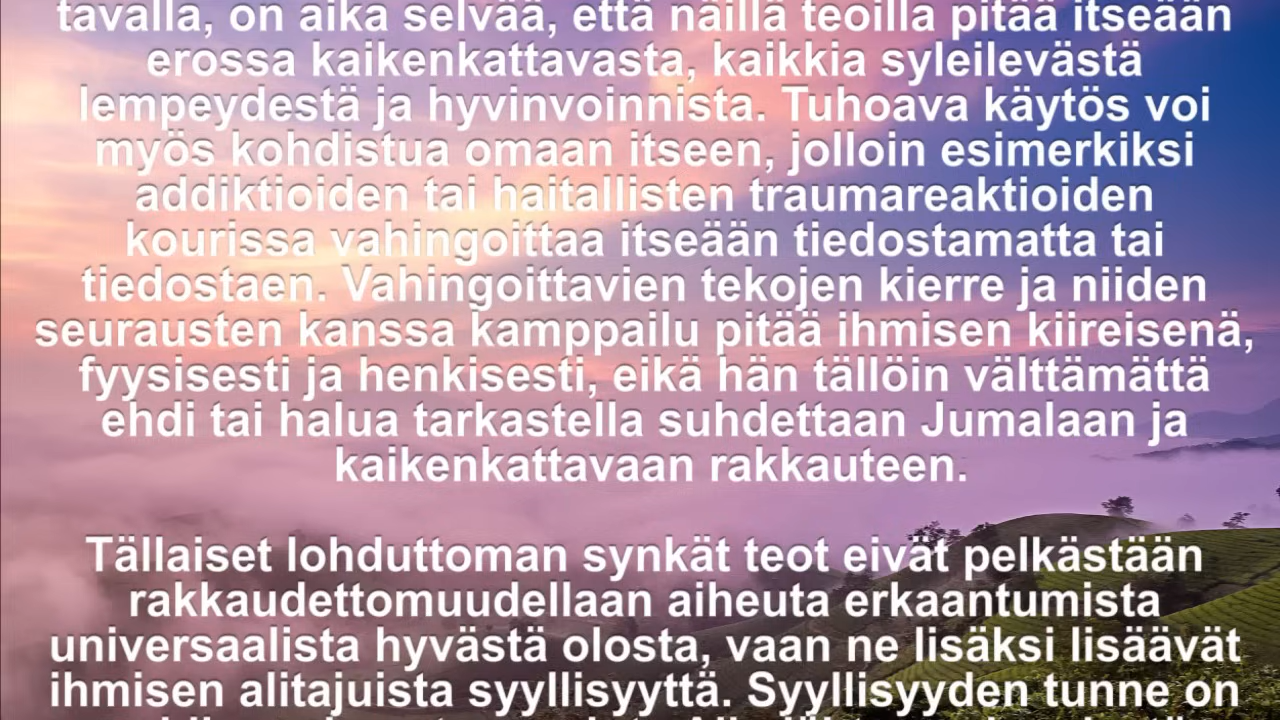 tavalla, on aika selvää, että näillä teoilla pitää itseään
erossa kaikenkattavasta, kaikkia syleilevästä
lempeydestä ja hyvinvoinnista. Tuhoava käytös voi
myös kohdistua omaan itseen, jolloin esimerkiksi
addiktioiden tai haitallisten traumareaktioiden
kourissa vahingoittaa itseään tiedostamatta tai
tiedostaen. Vahingoittavien tekojen kierre ja niiden
seurausten kanssa kamppailu pitää ihmisen kiireisenä,
fyysisesti ja henkisesti, eikä hän tällöin välttämättä
ehdi tai halua tarkastella suhdettaan Jumalaan ja
kaikenkattavaan rakkauteen.
Tällaiset lohduttoman synkät teot eivät pelkästään
rakkaudettomuudellaan aiheuta erkaantumista
universaalista hyvästä olosta, vaan ne lisäksi lisäävät
ihmisen alitajuista syyllisyyttä. Syyllisyyden tunne on